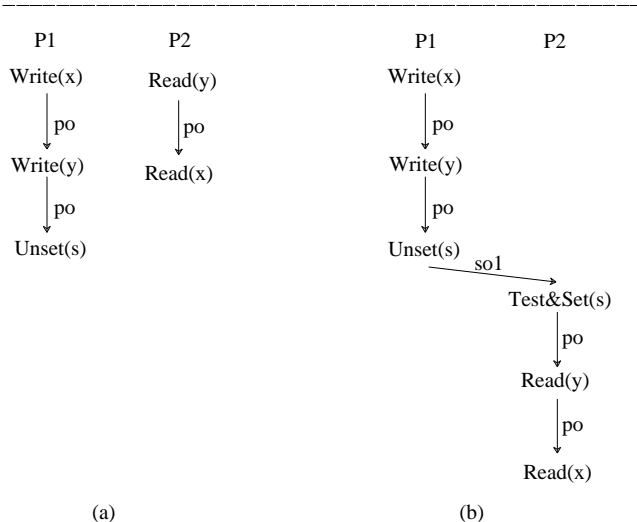 P1 P2
Write(x) Read(y)
po po
Write(y) Read(x)
po
Unset(s)
(a)
P1 P2
Write(x)
po
Write(y)
po
Unset(s)
so1
Test&Set(s)
po
Read(y)
po
Read(x)
(b)